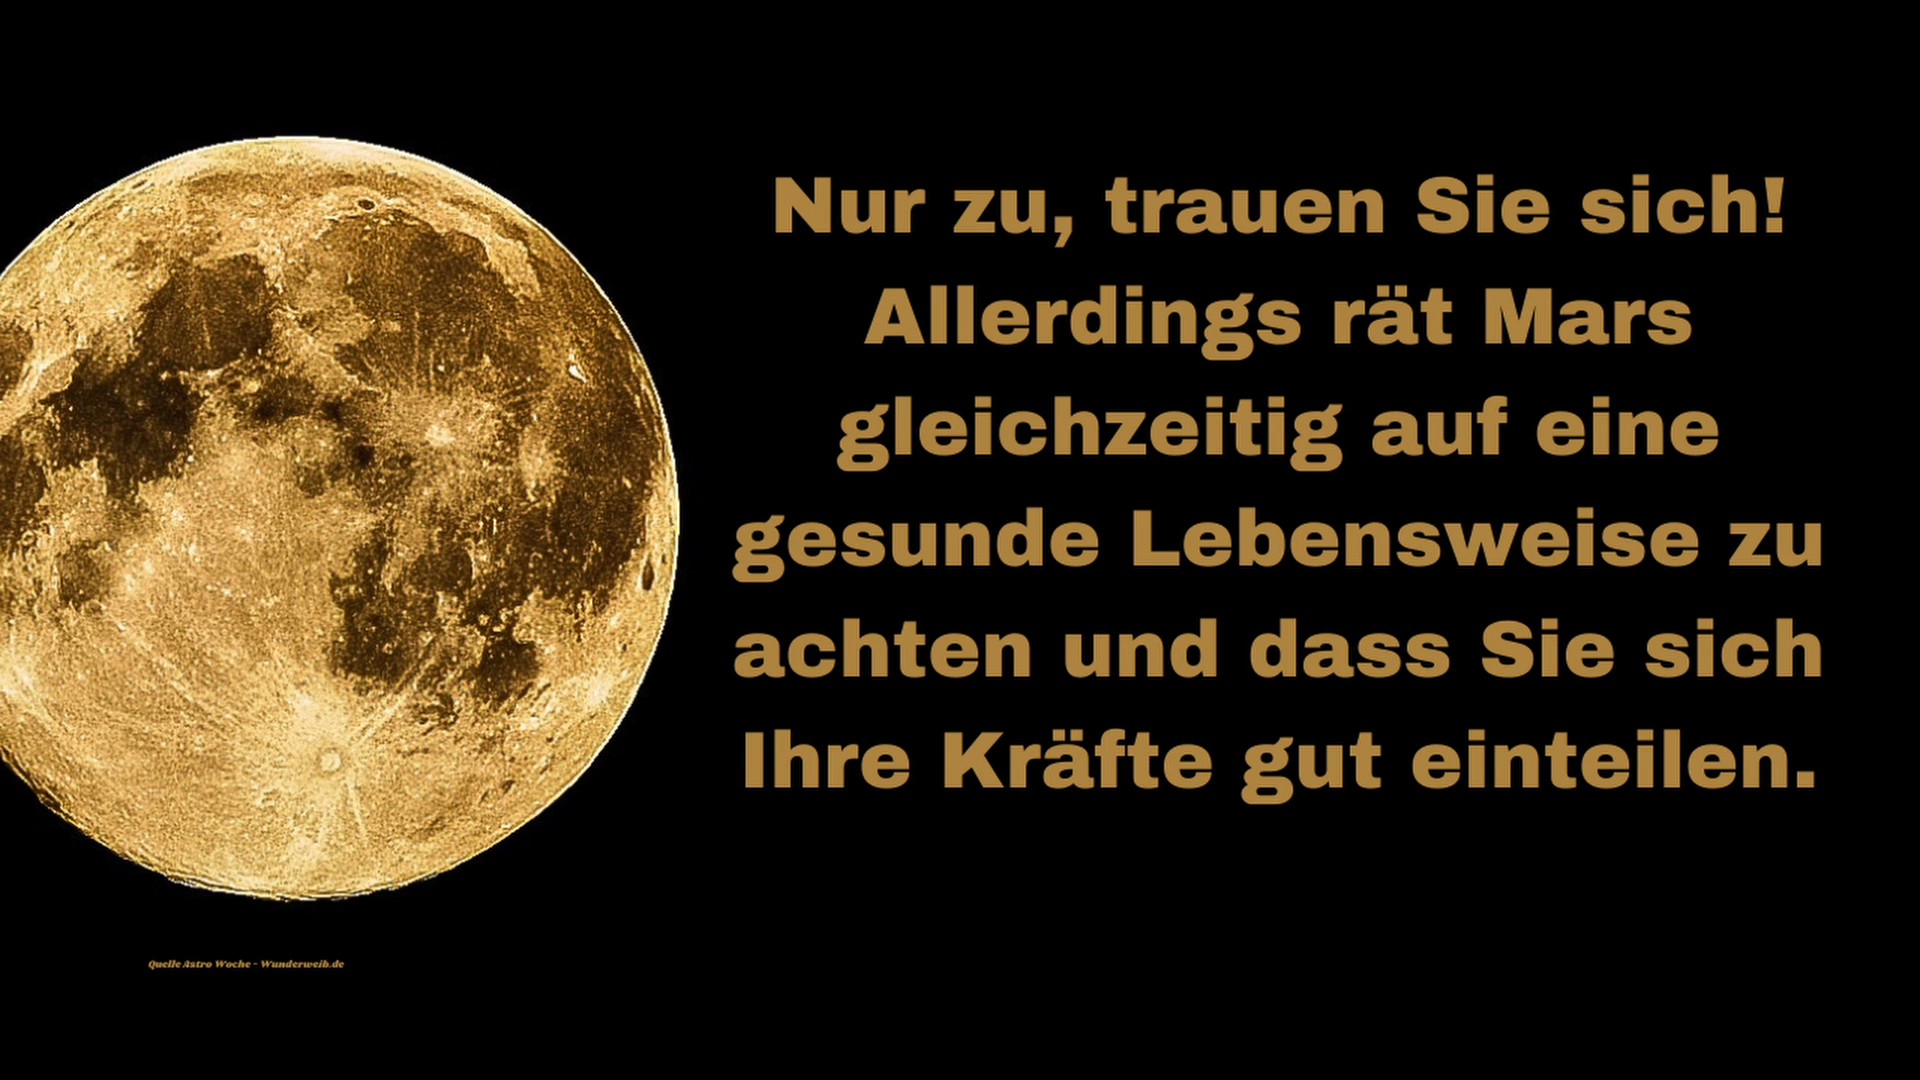 Nur zu, trauen Sie sich!
Allerdings rät Mars
gleichzeitig auf eine
gesunde Lebensweise zu
achten und dass Sie sich
Ihre Kräfte gut einteilen.
Quelle Astro Woche - Wunderweib.de